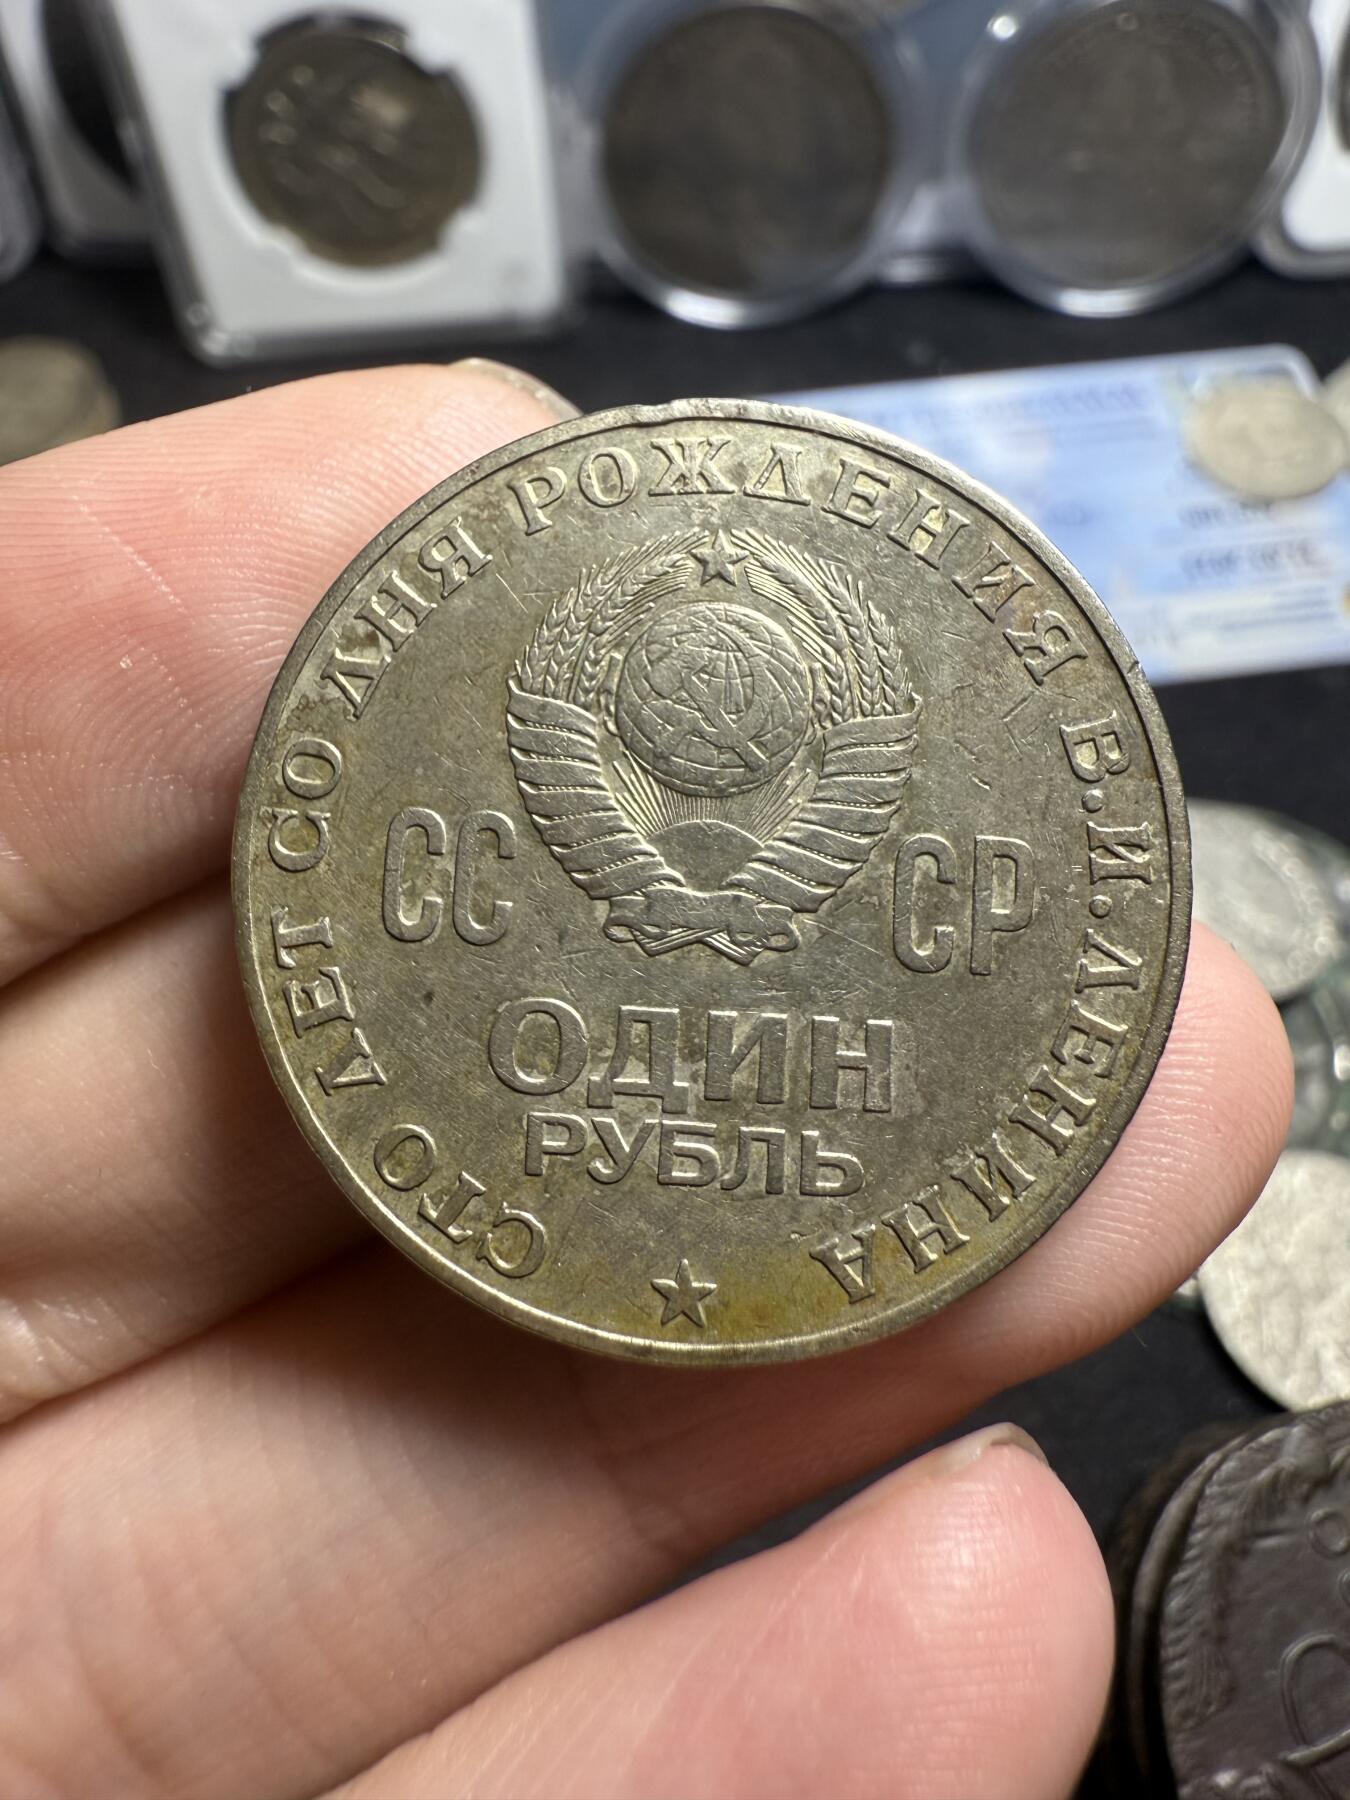 СТО ЛЕТ СО ДНЯ РОЖДЕНИЯ В.И.ЛЕНИНА
СС СР
ОДИН
РУБЛЬ